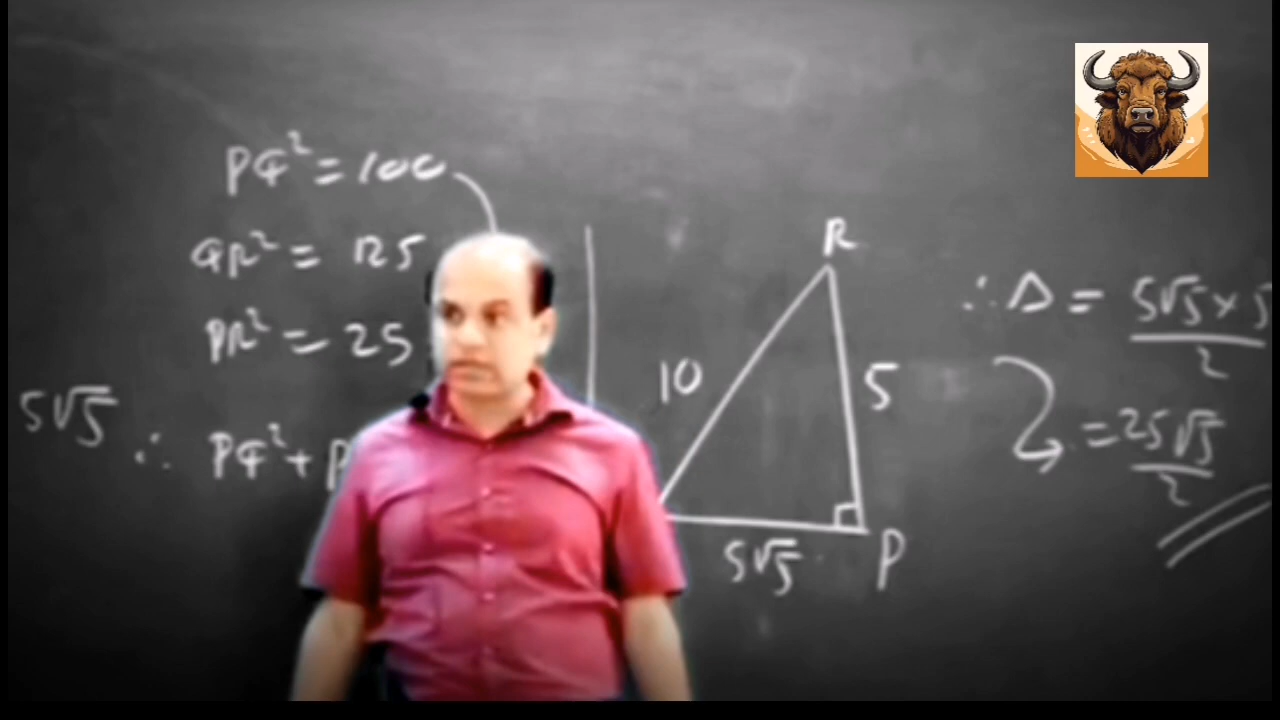 PQ² = 100
QR² = 125
PR² = 25
5√5
∴ PQ² + P
R
10
5
5√5
P
∴ Δ = 5√5 × 5 / 2
= 25√5 / 2